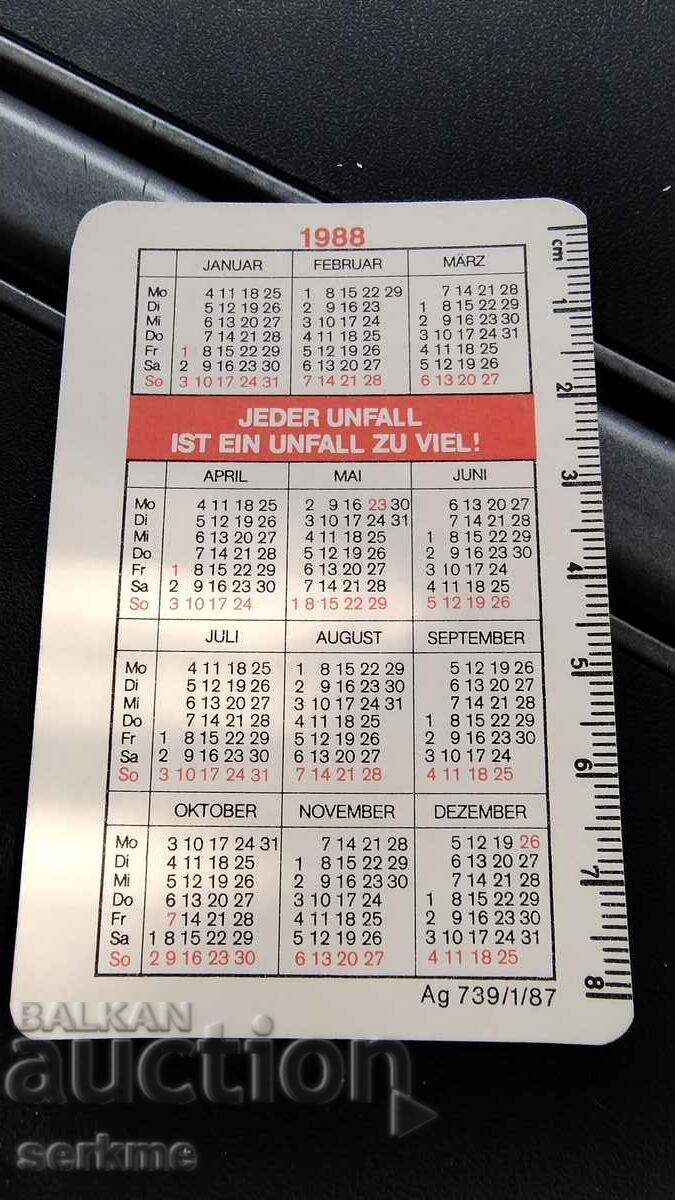 1988
JANUAR FEBRUAR MÄRZ
Mo 4 11 18 25 1 8 15 22 29 7 14 21 28
Di 5 12 19 26 2 9 16 23 1 8 15 22 29
Mi 6 13 20 27 3 10 17 24 2 9 16 23 30
Do 7 14 21 28 4 11 18 25 3 10 17 24 31
Fr 1 8 15 22 29 5 12 19 26 4 11 18 25
Sa 2 9 16 23 30 6 13 20 27 5 12 19 26
So 3 10 17 24 31 7 14 21 28 6 13 20 27
JEDER UNFALL
IST EIN UNFALL ZU VIEL!
APRIL MAI JUNI
Mo 4 11 18 25 2 9 16 23 30 6 13 20 27
Di 5 12 19 26 3 10 17 24 31 7 14 21 28
Mi 6 13 20 27 4 11 18 25 1 8 15 22 29
Do 7 14 21 28 5 12 19 26 2 9 16 23 30
Fr 1 8 15 22 29 6 13 20 27 3 10 17 24
Sa 2 9 16 23 30 7 14 21 28 4 11 18 25
So 3 10 17 24 1 8 15 22 29 5 12 19 26
JULI AUGUST SEPTEMBER
Mo 4 11 18 25 1 8 15 22 29 5 12 19 26
Di 5 12 19 26 2 9 16 23 30 6 13 20 27
Mi 6 13 20 27 3 10 17 24 31 7 14 21 28
Do 7 14 21 28 4 11 18 25 1 8 15 22 29
Fr 1 8 15 22 29 5 12 19 26 2 9 16 23 30
Sa 2 9 16 23 30 6 13 20 27 3 10 17 24
So 3 10 17 24 31 7 14 21 28 4 11 18 25
OKTOBER NOVEMBER DEZEMBER
Mo 3 10 17 24 31 7 14 21 28 5 12 19 26
Di 4 11 18 25 1 8 15 22 29 6 13 20 27
Mi 5 12 19 26 2 9 16 23 30 7 14 21 28
Do 6 13 20 27 3 10 17 24 1 8 15 22 29
Fr 7 14 21 28 4 11 18 25 2 9 16 23 30
Sa 1 8 15 22 29 5 12 19 26 3 10 17 24 31
So 2 9 16 23 30 6 13 20 27 4 11 18 25
Ag 739/1/87
cm 1 2 3 4 5 6 7 8
BALKAN
auction
serkme